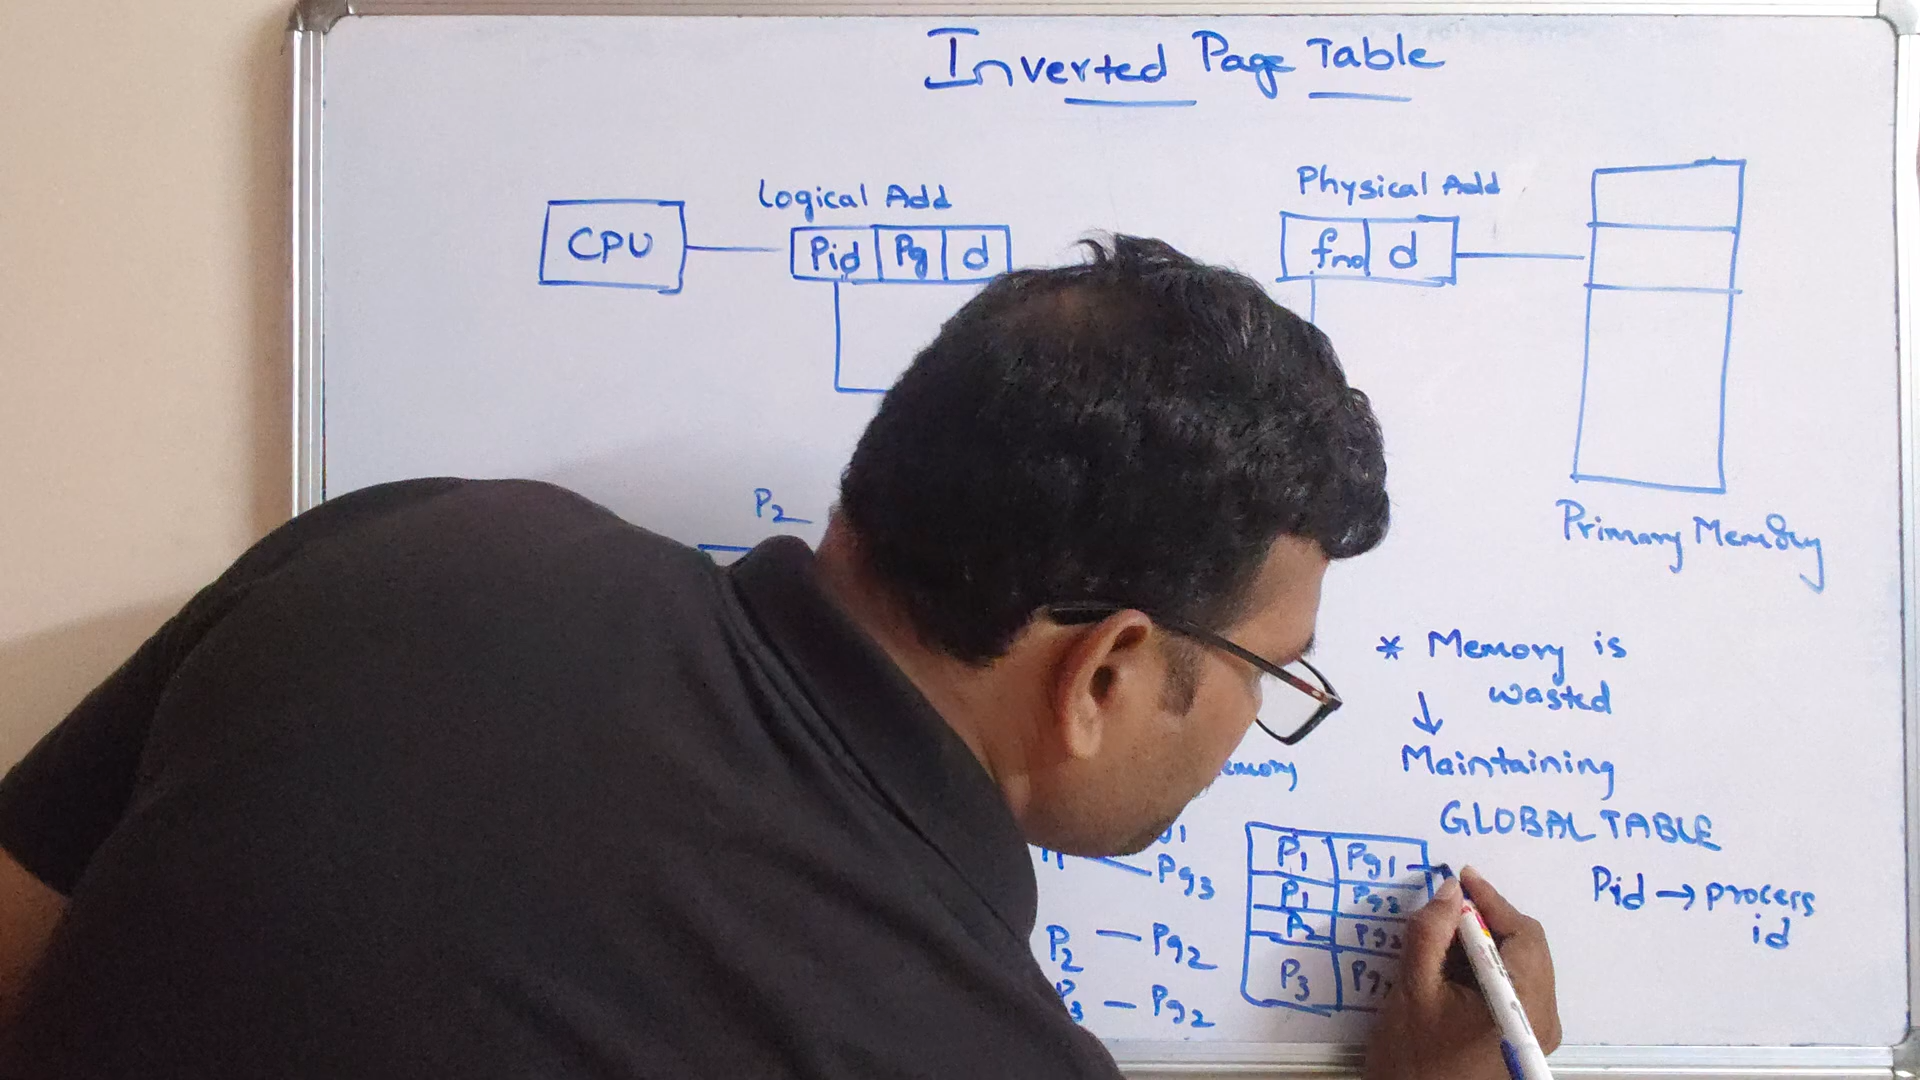 Inverted Page Table
Logical Add
Physical Add
CPU
Pid Pg d
fno d
P2
Primary Memory
* Memory is
wasted
↓
Maintaining
GLOBAL TABLE
Pid → process
id
Pg3
P2 — Pg2
P3 — Pg2
P1 Pg1
P1 Pg3
P2
P3